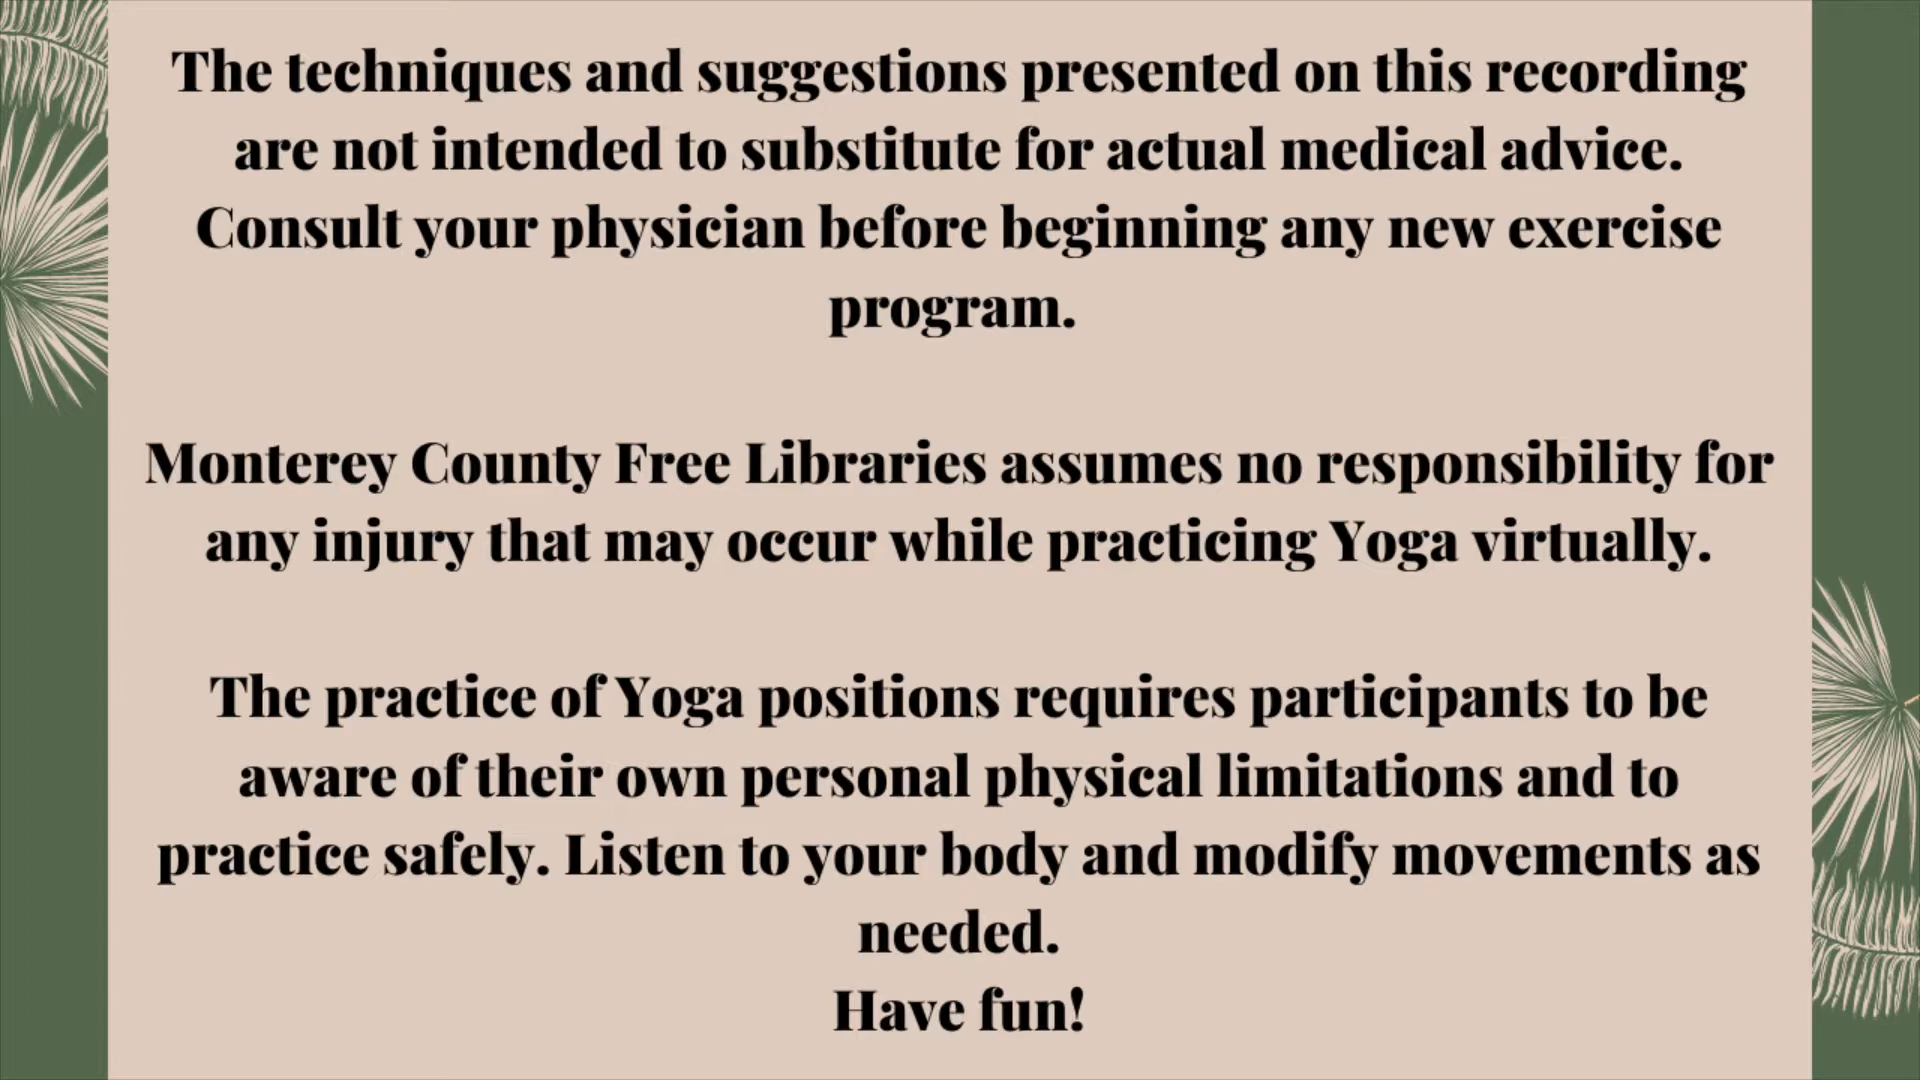 The techniques and suggestions presented on this recording
are not intended to substitute for actual medical advice.
Consult your physician before beginning any new exercise
program.
Monterey County Free Libraries assumes no responsibility for
any injury that may occur while practicing Yoga virtually.
The practice of Yoga positions requires participants to be
aware of their own personal physical limitations and to
practice safely. Listen to your body and modify movements as
needed.
Have fun!